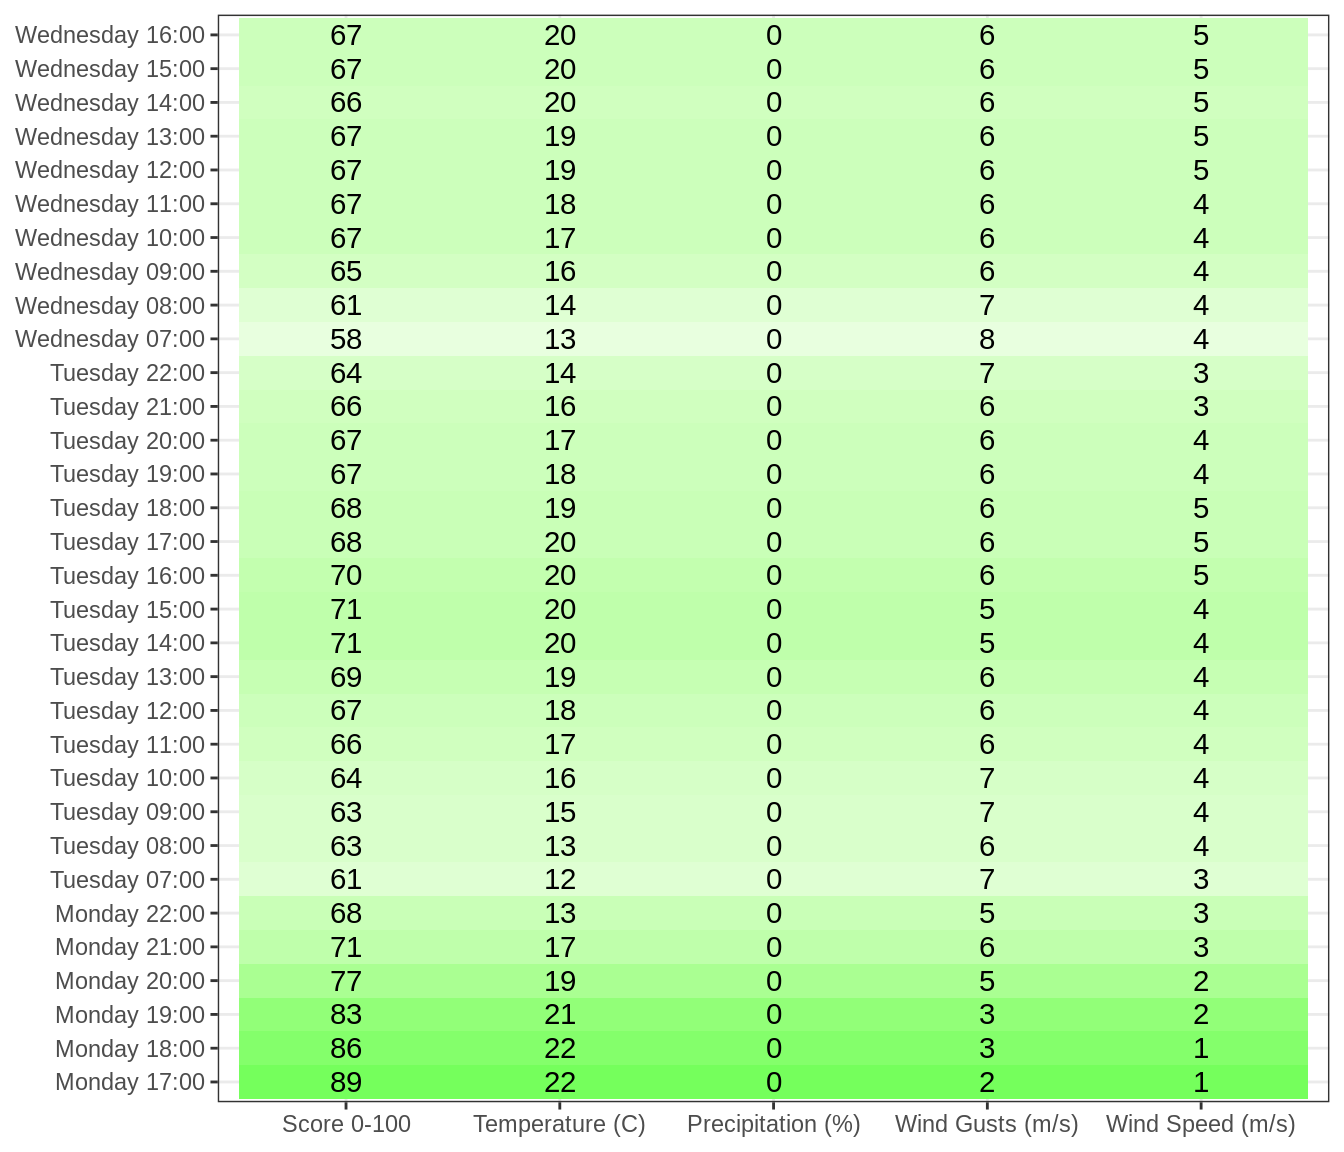 Wednesday 16:00 67 20 0 6 5
Wednesday 15:00 67 20 0 6 5
Wednesday 14:00 66 20 0 6 5
Wednesday 13:00 67 19 0 6 5
Wednesday 12:00 67 19 0 6 5
Wednesday 11:00 67 18 0 6 4
Wednesday 10:00 67 17 0 6 4
Wednesday 09:00 65 16 0 6 4
Wednesday 08:00 61 14 0 7 4
Wednesday 07:00 58 13 0 8 4
Tuesday 22:00 64 14 0 7 3
Tuesday 21:00 66 16 0 6 3
Tuesday 20:00 67 17 0 6 4
Tuesday 19:00 67 18 0 6 4
Tuesday 18:00 68 19 0 6 5
Tuesday 17:00 68 20 0 6 5
Tuesday 16:00 70 20 0 6 5
Tuesday 15:00 71 20 0 5 4
Tuesday 14:00 71 20 0 5 4
Tuesday 13:00 69 19 0 6 4
Tuesday 12:00 67 18 0 6 4
Tuesday 11:00 66 17 0 6 4
Tuesday 10:00 64 16 0 7 4
Tuesday 09:00 63 15 0 7 4
Tuesday 08:00 63 13 0 6 4
Tuesday 07:00 61 12 0 7 3
Monday 22:00 68 13 0 5 3
Monday 21:00 71 17 0 6 3
Monday 20:00 77 19 0 5 2
Monday 19:00 83 21 0 3 2
Monday 18:00 86 22 0 3 1
Monday 17:00 89 22 0 2 1
Score 0-100 Temperature (C) Precipitation (%) Wind Gusts (m/s) Wind Speed (m/s)